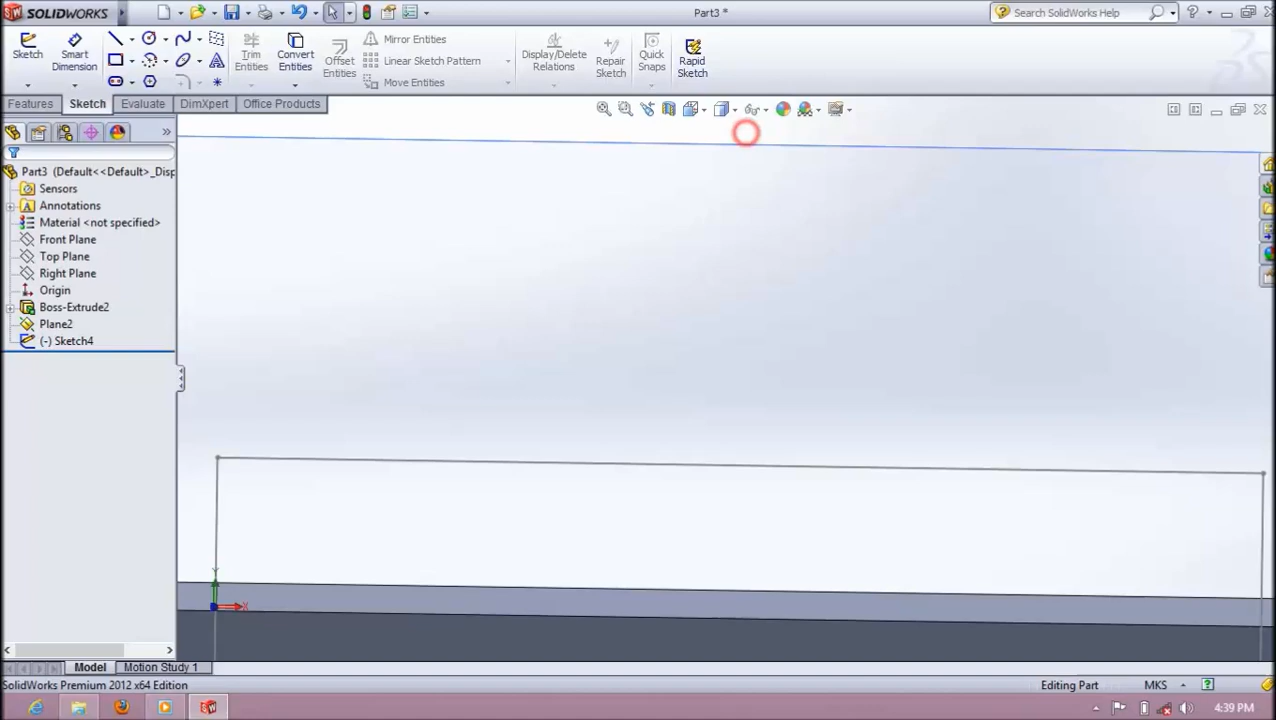 SOLIDWORKS
Part3 *
Search SolidWorks Help
Sketch
Smart Dimension
Trim Entities
Convert Entities
Offset Entities
Mirror Entities
Linear Sketch Pattern
Move Entities
Display/Delete Relations
Repair Sketch
Quick Snaps
Rapid Sketch
Features
Sketch
Evaluate
DimXpert
Office Products
Part3 (Default<<Default>_Disp
Sensors
Annotations
Material <not specified>
Front Plane
Top Plane
Right Plane
Origin
Boss-Extrude2
Plane2
(-) Sketch4
X
Model
Motion Study 1
SolidWorks Premium 2012 x64 Edition
Editing Part
MKS
4:39 PM